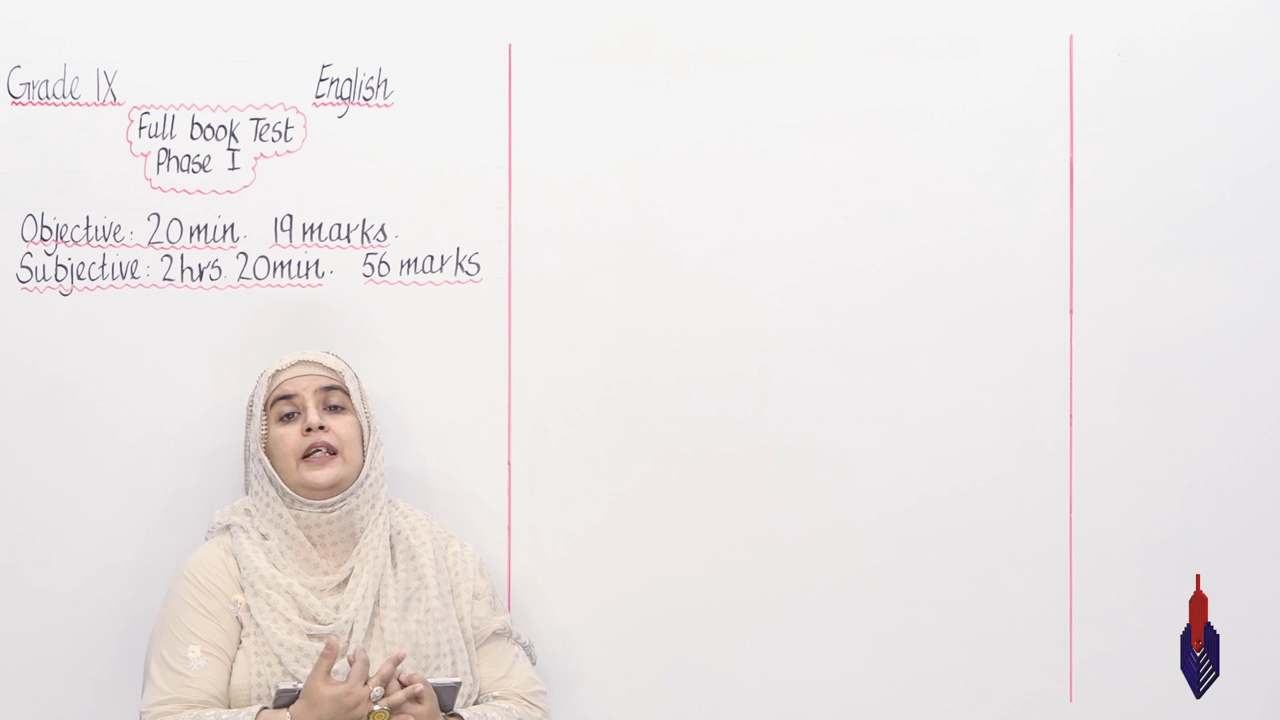 Grade IX English
Full book Test
Phase I
Objective: 20 min. 19 marks.
Subjective: 2hrs. 20min. 56 marks